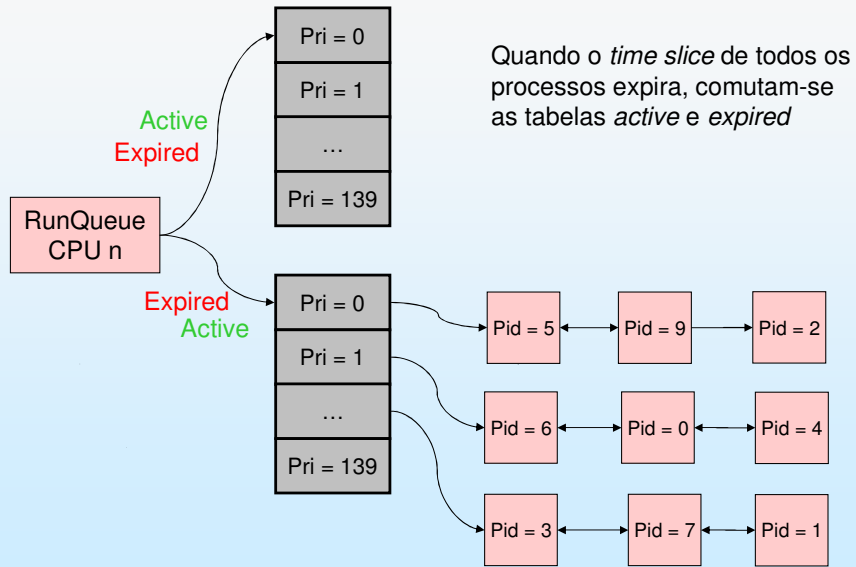 Quando o time slice de todos os
processos expira, comutam-se
as tabelas active e expired
Pri = 0
Pri = 1
...
Pri = 139
Active
Expired
RunQueue
CPU n
Expired
Active
Pri = 0
Pri = 1
...
Pri = 139
Pid = 5
Pid = 9
Pid = 2
Pid = 6
Pid = 0
Pid = 4
Pid = 3
Pid = 7
Pid = 1